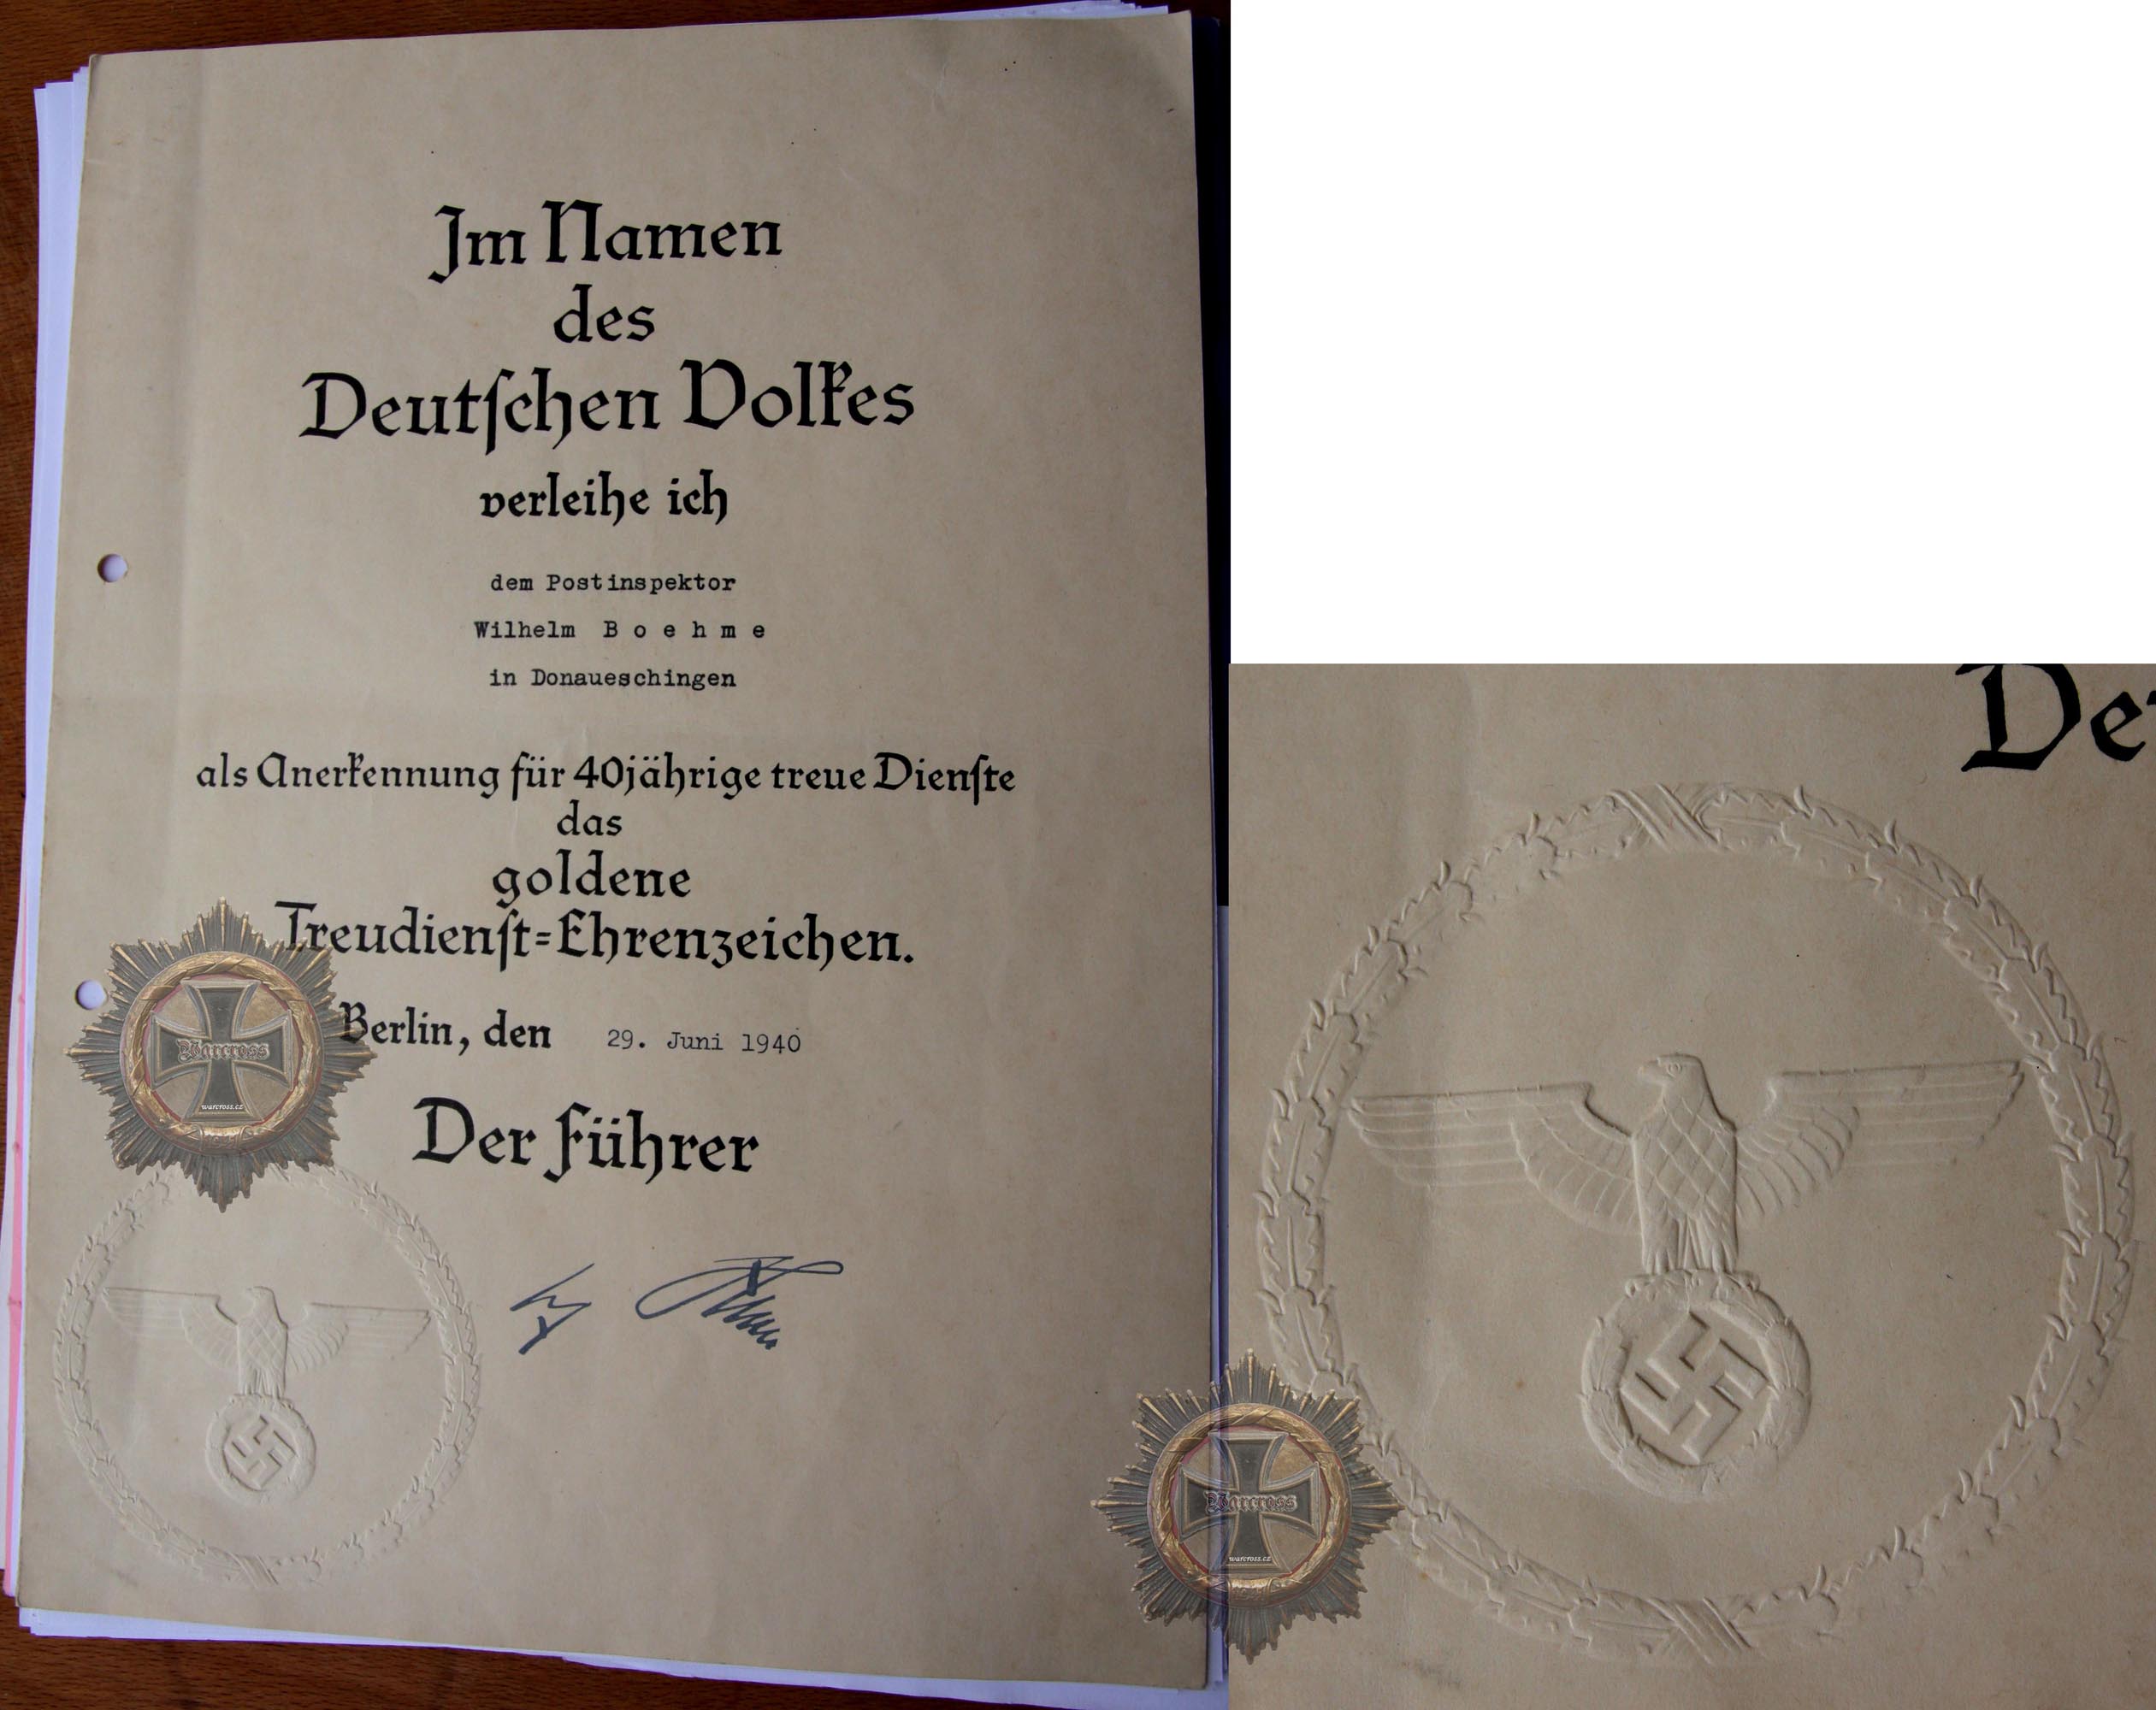 Im Namen
des
Deutſchen Volkes
verleihe ich
dem Postinspektor
Wilhelm B o e h m e
in Donaueschingen
als Anerkennung für 40jährige treue Dienſte
das
goldene
Treudienſt=Ehrenzeichen.
Berlin, den 29. Juni 1940
Der Führer
Warcross
warcross.cz
De
Warcross
warcross.cz